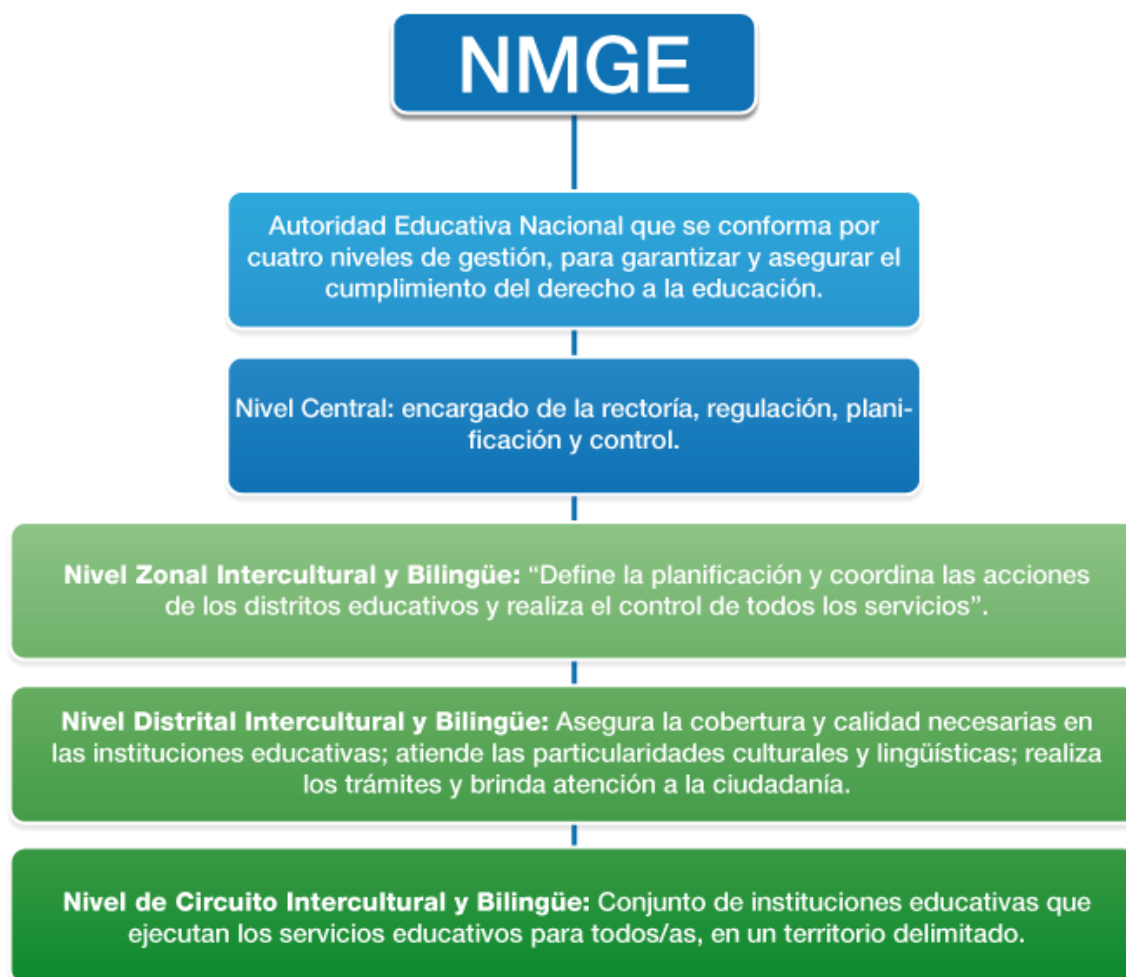 NMGE
Autoridad Educativa Nacional que se conforma por
cuatro niveles de gestión, para garantizar y asegurar el
cumplimiento del derecho a la educación.
Nivel Central: encargado de la rectoría, regulación, plani-
ficación y control.
Nivel Zonal Intercultural y Bilingüe: “Define la planificación y coordina las acciones
de los distritos educativos y realiza el control de todos los servicios”.
Nivel Distrital Intercultural y Bilingüe: Asegura la cobertura y calidad necesarias en
las instituciones educativas; atiende las particularidades culturales y lingüísticas; realiza
los trámites y brinda atención a la ciudadanía.
Nivel de Circuito Intercultural y Bilingüe: Conjunto de instituciones educativas que
ejecutan los servicios educativos para todos/as, en un territorio delimitado.